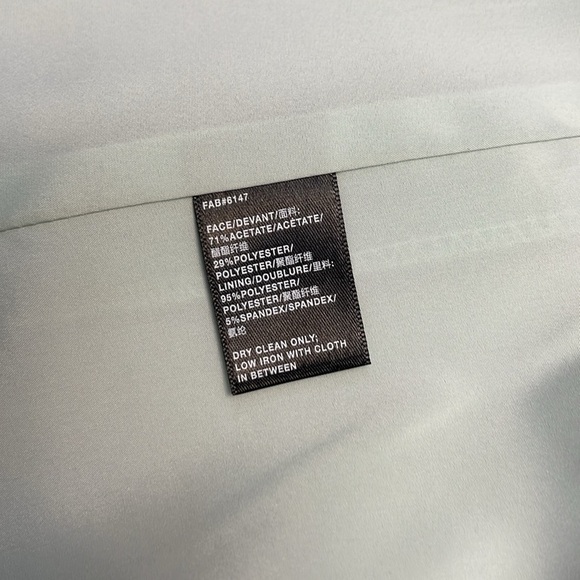 FAB#6147
FACE/DEVANT/面料:
71%ACETATE/ACÉTATE/
醋酯纤维
29%POLYESTER/
POLYESTER/聚酯纤维
LINING/DOUBLURE/里料:
95%POLYESTER/
POLYESTER/聚酯纤维
5%SPANDEX/SPANDEX/
氨纶
DRY CLEAN ONLY;
LOW IRON WITH CLOTH
IN BETWEEN